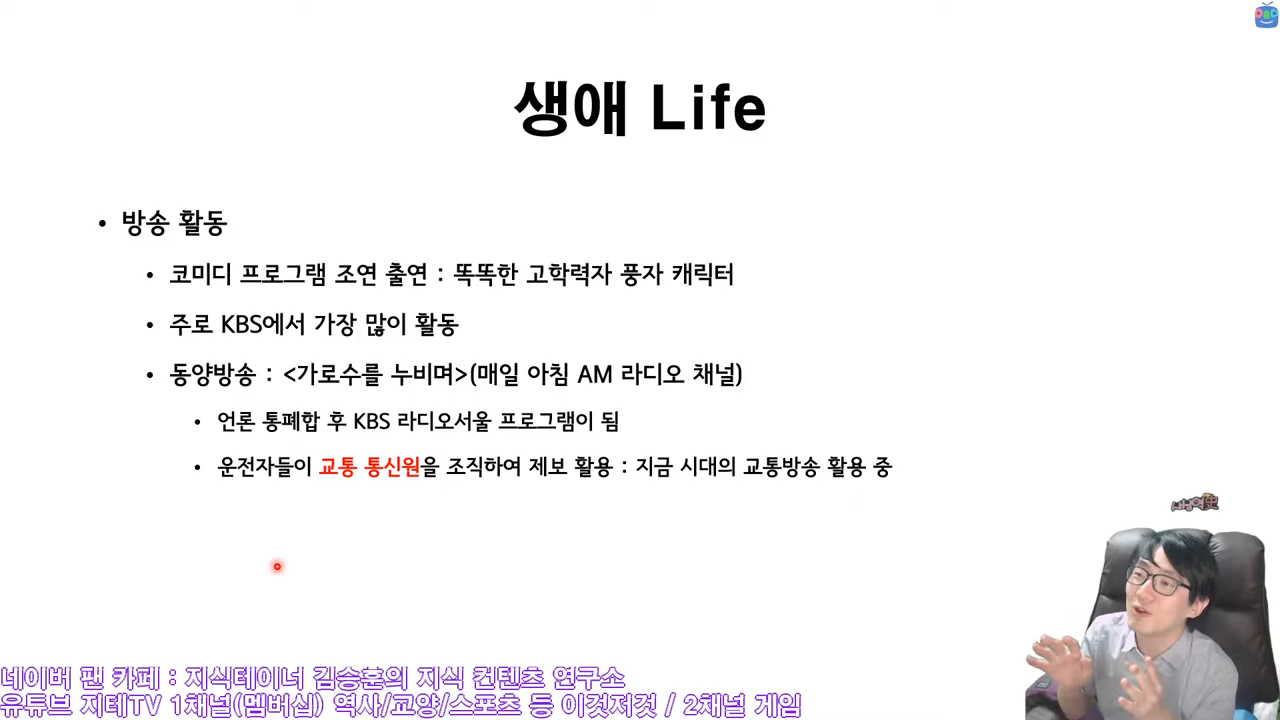 생애 Life
• 방송 활동
• 코미디 프로그램 조연 출연 : 똑똑한 고학력자 풍자 캐릭터
• 주로 KBS에서 가장 많이 활동
• 동양방송 : <가로수를 누비며>(매일 아침 AM 라디오 채널)
• 언론 통폐합 후 KBS 라디오서울 프로그램이 됨
• 운전자들이 교통 통신원을 조직하여 제보 활용 : 지금 시대의 교통방송 활용 중
네이버 팬 카페 : 지식테이너 김승훈의 지식 컨텐츠 연구소
유튜브 지테TV 1채널(멤버십) 역사/교양/스포츠 등 이것저것 / 2채널 게임